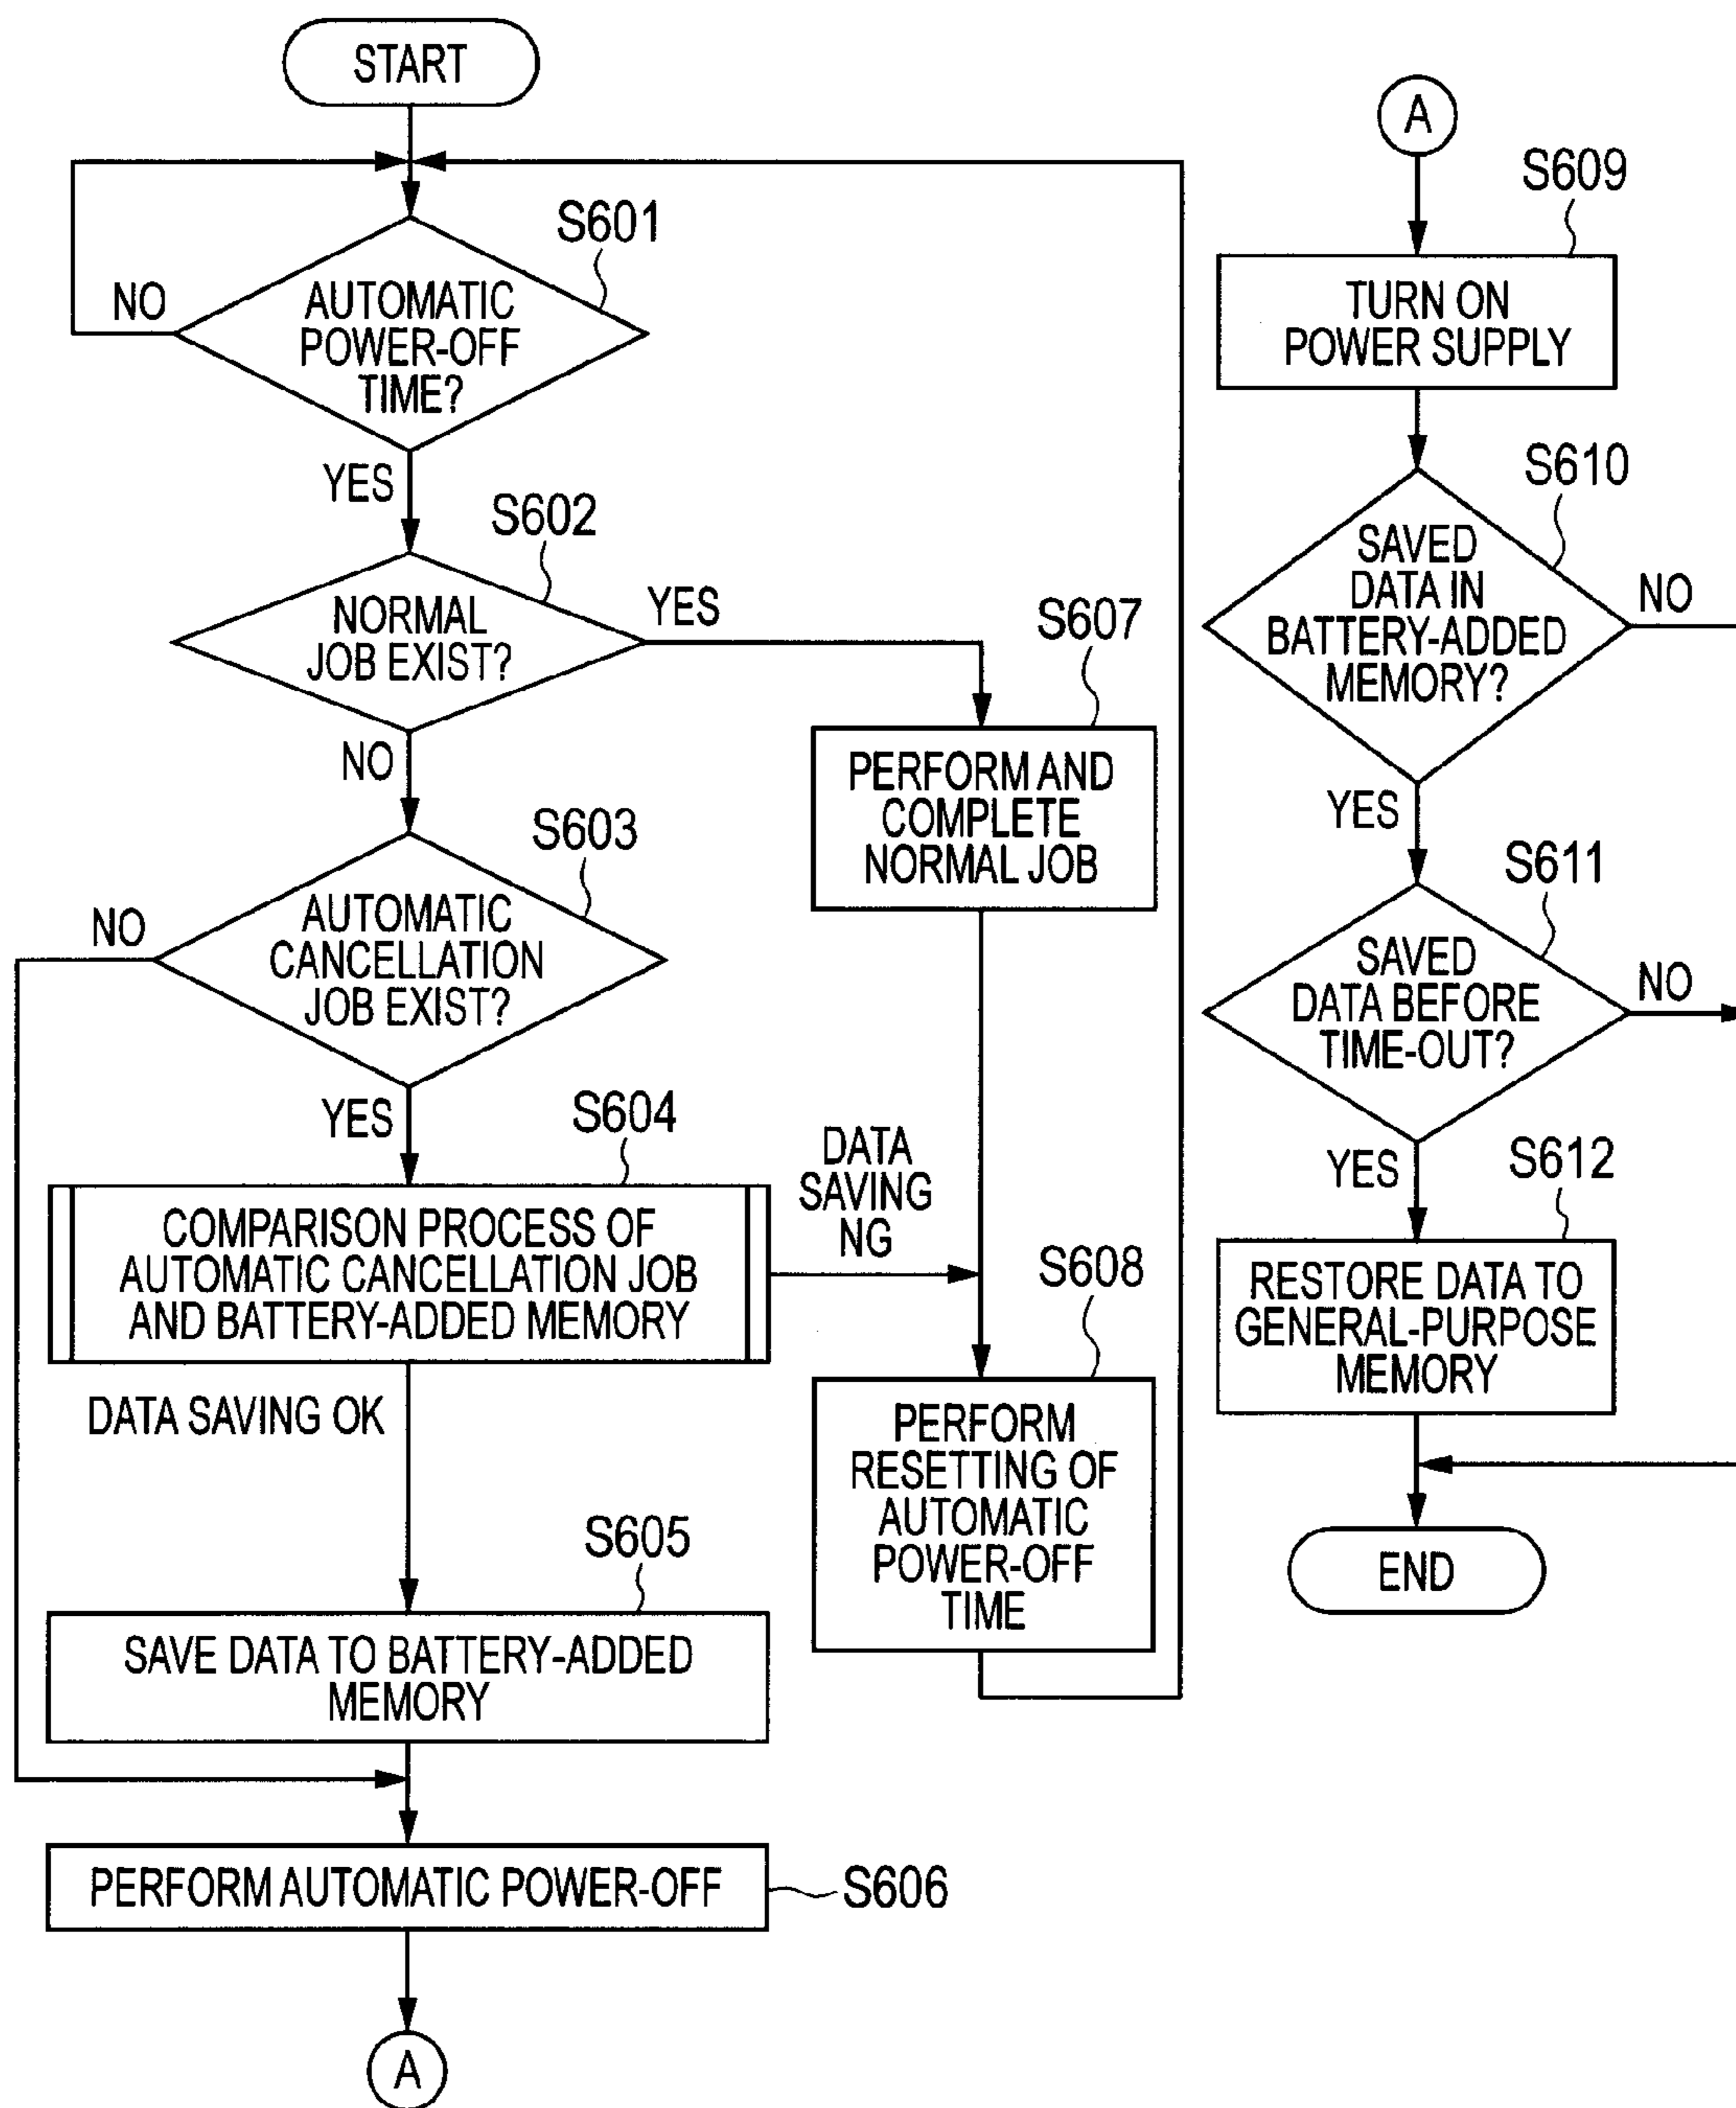 START
S601
NO
AUTOMATIC
POWER-OFF
TIME?
YES
S602
NORMAL
JOB EXIST?
YES
NO
S607
PERFORM AND
COMPLETE
NORMAL JOB
S603
NO
AUTOMATIC
CANCELLATION
JOB EXIST?
YES
S604
COMPARISON PROCESS OF
AUTOMATIC CANCELLATION JOB
AND BATTERY-ADDED MEMORY
DATA
SAVING
NG
DATA SAVING OK
S608
PERFORM
RESETTING OF
AUTOMATIC
POWER-OFF
TIME
S605
SAVE DATA TO BATTERY-ADDED
MEMORY
PERFORM AUTOMATIC POWER-OFF
S606
A
A
S609
TURN ON
POWER SUPPLY
S610
SAVED
DATA IN
BATTERY-ADDED
MEMORY?
NO
YES
S611
SAVED
DATA BEFORE
TIME-OUT?
NO
YES
S612
RESTORE DATA TO
GENERAL-PURPOSE
MEMORY
END